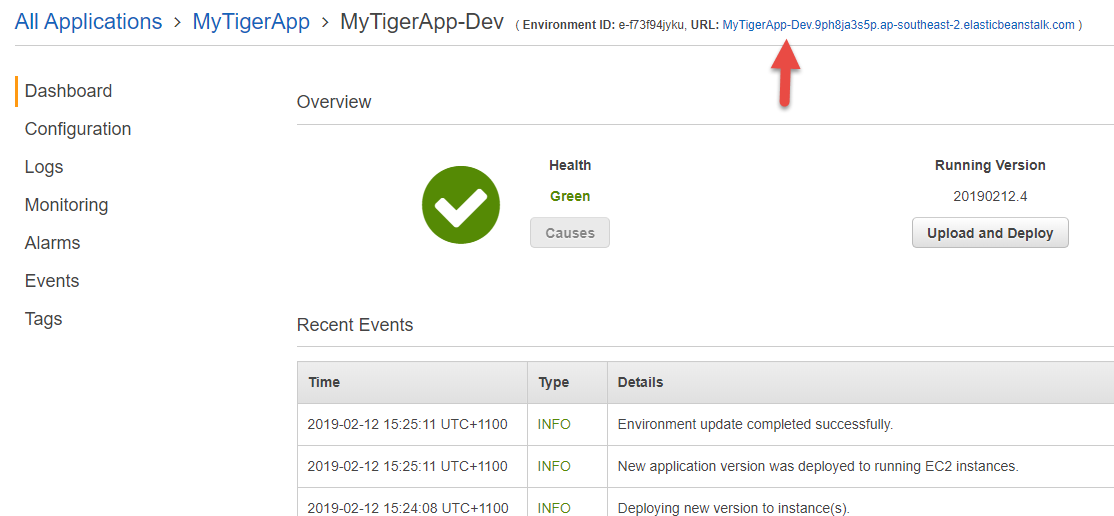 All Applications > MyTigerApp > MyTigerApp-Dev ( Environment ID: e-f73f94jyku, URL: MyTigerApp-Dev.9ph8ja3s5p.ap-southeast-2.elasticbeanstalk.com )
Dashboard
Configuration
Logs
Monitoring
Alarms
Events
Tags
Overview
Health
Green
Causes
Running Version
20190212.4
Upload and Deploy
Recent Events
Time Type Details
2019-02-12 15:25:11 UTC+1100 INFO Environment update completed successfully.
2019-02-12 15:25:11 UTC+1100 INFO New application version was deployed to running EC2 instances.
2019-02-12 15:24:08 UTC+1100 INFO Deploying new version to instance(s).